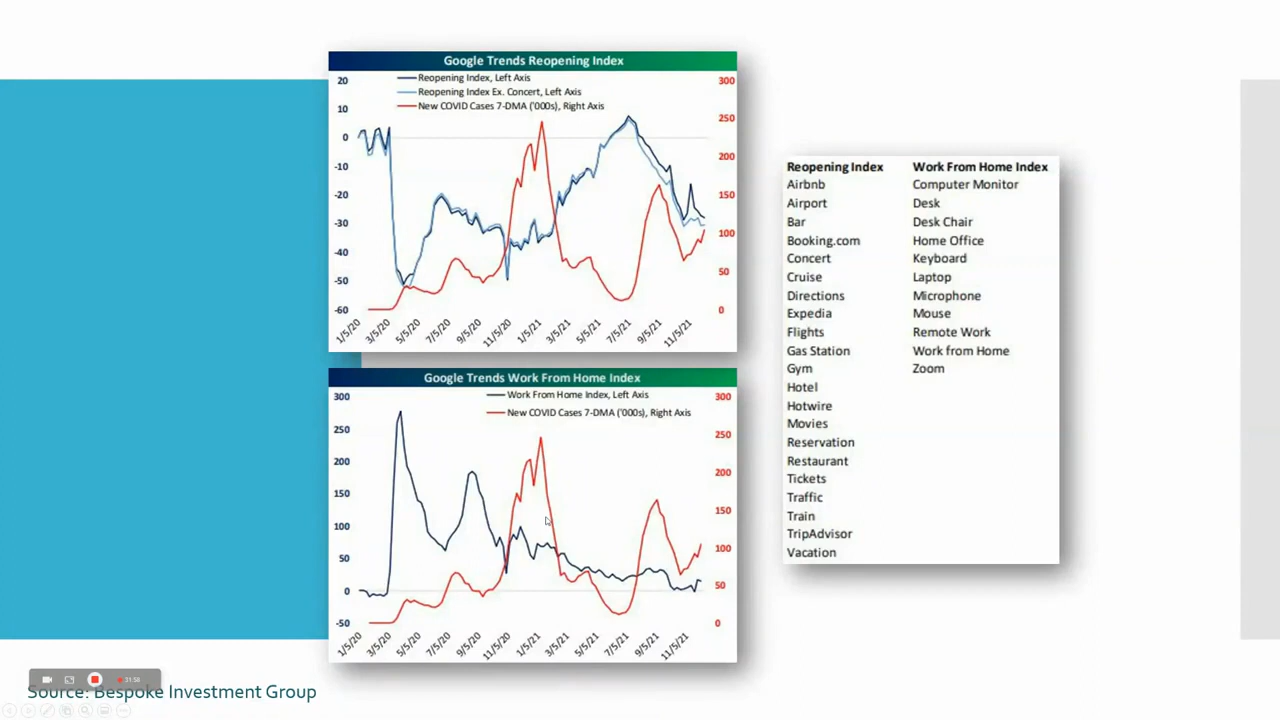 Google Trends Reopening Index
Reopening Index, Left Axis
Reopening Index Ex. Concert, Left Axis
New COVID Cases 7-DMA ('000s), Right Axis
20
10
0
-10
-20
-30
-40
-50
-60
300
250
200
150
100
50
0
1/5/20
3/5/20
5/5/20
7/5/20
9/5/20
11/5/20
1/5/21
3/5/21
5/5/21
7/5/21
9/5/21
11/5/21
Google Trends Work From Home Index
Work From Home Index, Left Axis
New COVID Cases 7-DMA ('000s), Right Axis
300
250
200
150
100
50
0
-50
300
250
200
150
100
50
0
1/5/20
3/5/20
5/5/20
7/5/20
9/5/20
11/5/20
1/5/21
3/5/21
5/5/21
7/5/21
9/5/21
11/5/21
Reopening Index Work From Home Index
Airbnb Computer Monitor
Airport Desk
Bar Desk Chair
Booking.com Home Office
Concert Keyboard
Cruise Laptop
Directions Microphone
Expedia Mouse
Flights Remote Work
Gas Station Work from Home
Gym Zoom
Hotel
Hotwire
Movies
Reservation
Restaurant
Tickets
Traffic
Train
TripAdvisor
Vacation
Source: Bespoke Investment Group